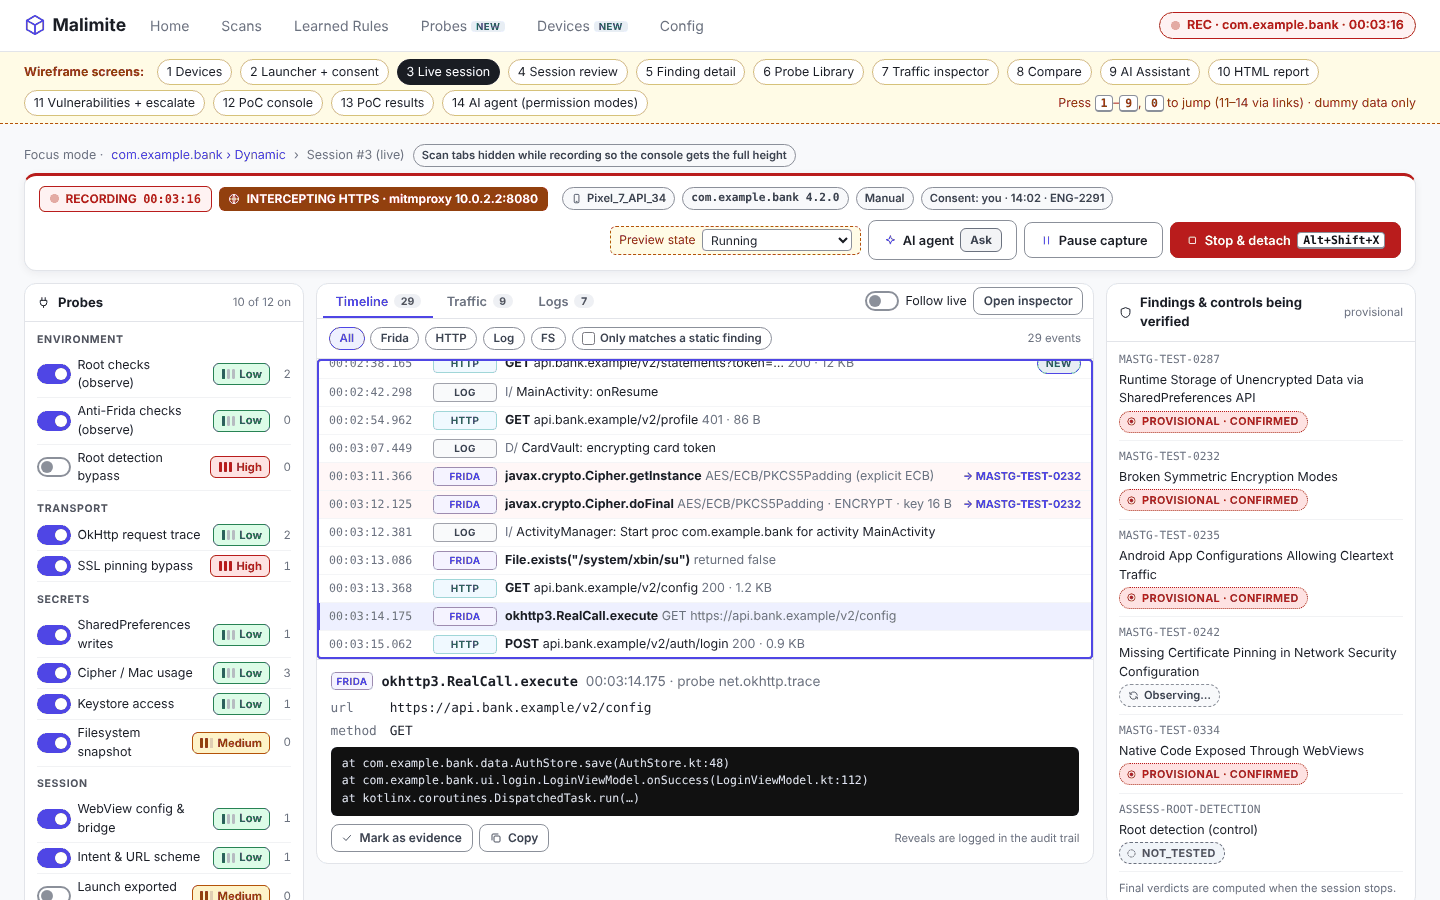 Malimite Home Scans Learned Rules Probes NEW Devices NEW Config REC · com.example.bank · 00:03:16
Wireframe screens: 1 Devices 2 Launcher + consent 3 Live session 4 Session review 5 Finding detail 6 Probe Library 7 Traffic inspector 8 Compare 9 AI Assistant 10 HTML report
11 Vulnerabilities + escalate 12 PoC console 13 PoC results 14 AI agent (permission modes) Press 1–9, 0 to jump (11–14 via links) · dummy data only
Focus mode · com.example.bank › Dynamic › Session #3 (live) Scan tabs hidden while recording so the console gets the full height
RECORDING 00:03:16 INTERCEPTING HTTPS · mitmproxy 10.0.2.2:8080 Pixel_7_API_34 com.example.bank 4.2.0 Manual Consent: you · 14:02 · ENG-2291
Preview state Running AI agent Ask Pause capture Stop & detach Alt+Shift+X
Probes 10 of 12 on
ENVIRONMENT
Root checks
(observe) Low 2
Anti-Frida checks
(observe) Low 0
Root detection
bypass High 0
TRANSPORT
OkHttp request trace Low 2
SSL pinning bypass High 1
SECRETS
SharedPreferences
writes Low 1
Cipher / Mac usage Low 3
Keystore access Low 1
Filesystem
snapshot Medium 0
SESSION
WebView config &
bridge Low 1
Intent & URL scheme Low 1
Launch exported Medium 0
Timeline 29 Traffic 9 Logs 7 Follow live Open inspector
All Frida HTTP Log FS Only matches a static finding 29 events
00:02:38.165 HTTP GET api.bank.example/v2/statements?token=… 200 · 12 KB NEW
00:02:42.298 LOG I/ MainActivity: onResume
00:02:54.962 HTTP GET api.bank.example/v2/profile 401 · 86 B
00:03:07.449 LOG D/ CardVault: encrypting card token
00:03:11.366 FRIDA javax.crypto.Cipher.getInstance AES/ECB/PKCS5Padding (explicit ECB) → MASTG-TEST-0232
00:03:12.125 FRIDA javax.crypto.Cipher.doFinal AES/ECB/PKCS5Padding · ENCRYPT · key 16 B → MASTG-TEST-0232
00:03:12.381 LOG I/ ActivityManager: Start proc com.example.bank for activity MainActivity
00:03:13.086 FRIDA File.exists("/system/xbin/su") returned false
00:03:13.368 HTTP GET api.bank.example/v2/config 200 · 1.2 KB
00:03:14.175 FRIDA okhttp3.RealCall.execute GET https://api.bank.example/v2/config
00:03:15.062 HTTP POST api.bank.example/v2/auth/login 200 · 0.9 KB
FRIDA okhttp3.RealCall.execute 00:03:14.175 · probe net.okhttp.trace
url https://api.bank.example/v2/config
method GET
at com.example.bank.data.AuthStore.save(AuthStore.kt:48)
at com.example.bank.ui.login.LoginViewModel.onSuccess(LoginViewModel.kt:112)
at kotlinx.coroutines.DispatchedTask.run(…)
Mark as evidence Copy Reveals are logged in the audit trail
Findings & controls being
verified provisional
MASTG-TEST-0287
Runtime Storage of Unencrypted Data via
SharedPreferences API
PROVISIONAL · CONFIRMED
MASTG-TEST-0232
Broken Symmetric Encryption Modes
PROVISIONAL · CONFIRMED
MASTG-TEST-0235
Android App Configurations Allowing Cleartext
Traffic
PROVISIONAL · CONFIRMED
MASTG-TEST-0242
Missing Certificate Pinning in Network Security
Configuration
Observing…
MASTG-TEST-0334
Native Code Exposed Through WebViews
PROVISIONAL · CONFIRMED
ASSESS-ROOT-DETECTION
Root detection (control)
NOT_TESTED
Final verdicts are computed when the session stops.